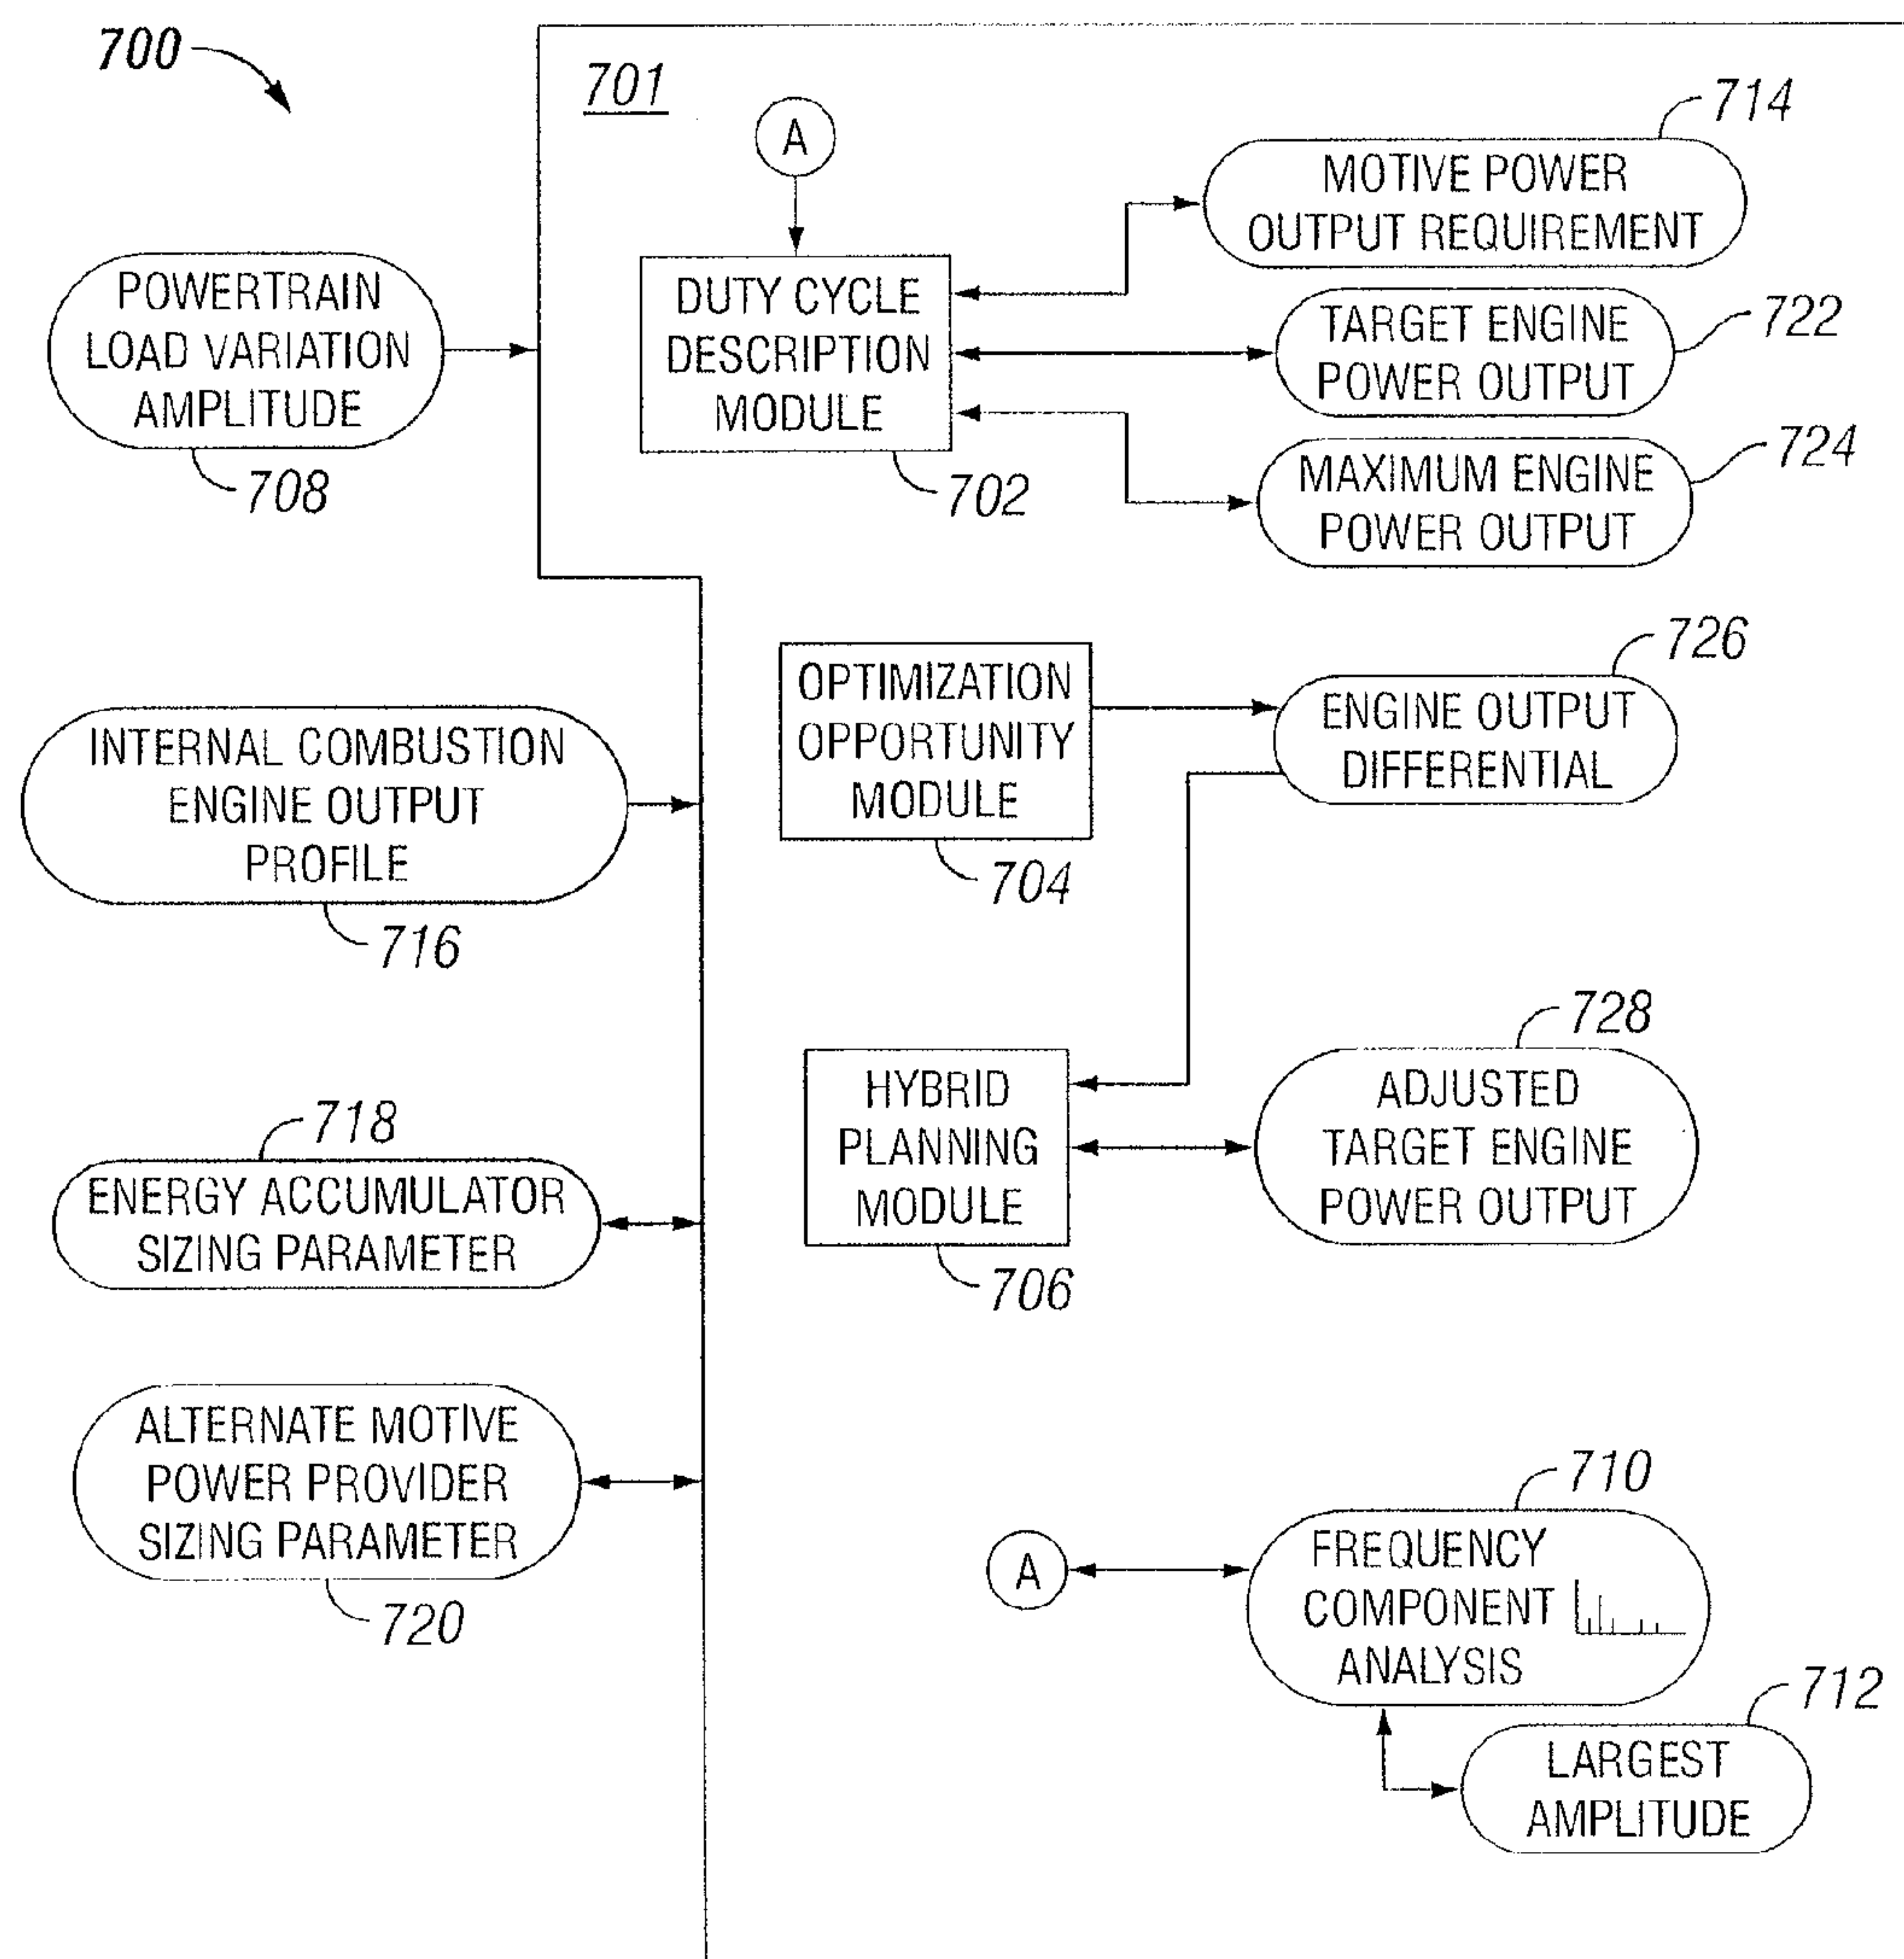 700
701
A
714
MOTIVE POWER
OUTPUT REQUIREMENT
POWERTRAIN
LOAD VARIATION
AMPLITUDE
708
DUTY CYCLE
DESCRIPTION
MODULE
702
TARGET ENGINE
POWER OUTPUT
722
MAXIMUM ENGINE
POWER OUTPUT
724
INTERNAL COMBUSTION
ENGINE OUTPUT
PROFILE
716
OPTIMIZATION
OPPORTUNITY
MODULE
704
726
ENGINE OUTPUT
DIFFERENTIAL
718
ENERGY ACCUMULATOR
SIZING PARAMETER
HYBRID
PLANNING
MODULE
706
728
ADJUSTED
TARGET ENGINE
POWER OUTPUT
ALTERNATE MOTIVE
POWER PROVIDER
SIZING PARAMETER
720
A
710
FREQUENCY
COMPONENT
ANALYSIS
712
LARGEST
AMPLITUDE